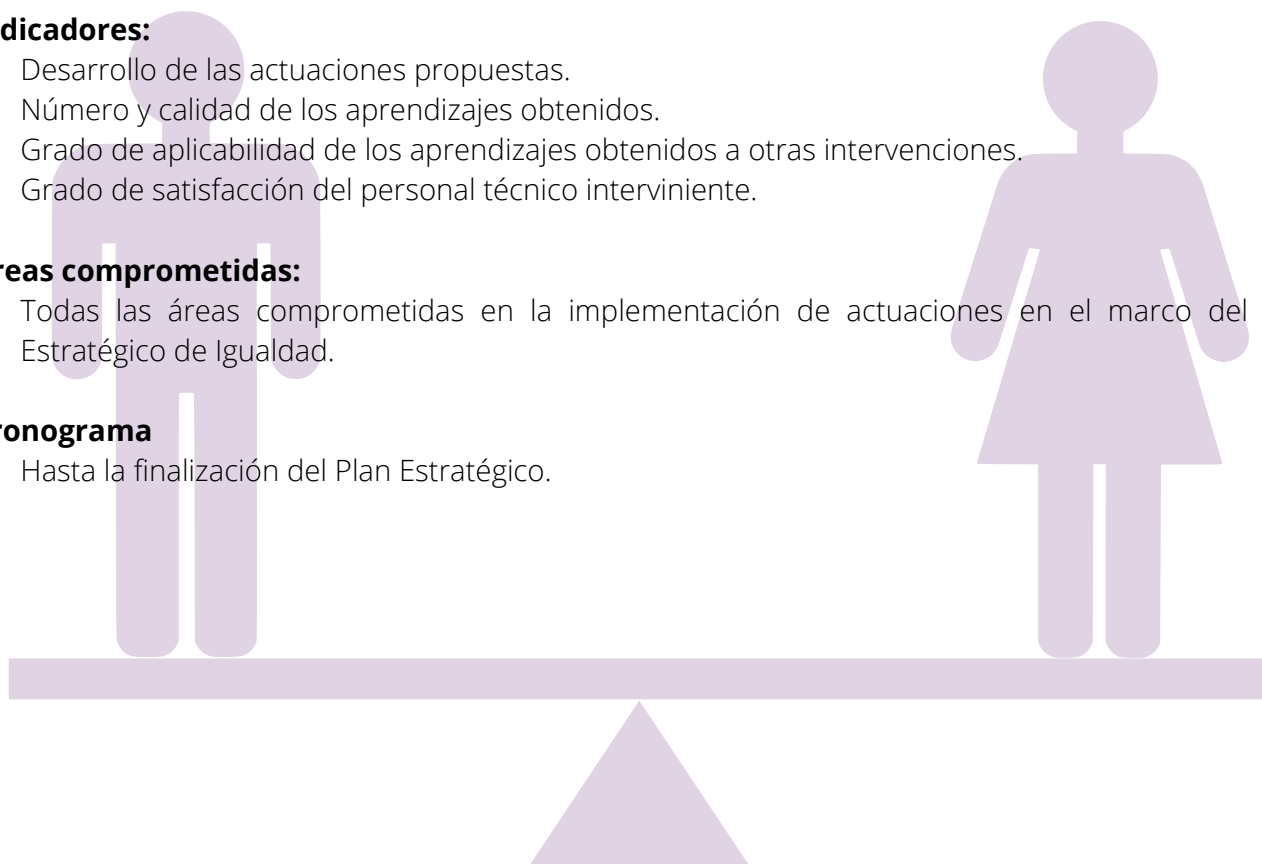 dicadores:
Desarrollo de las actuaciones propuestas.
Número y calidad de los aprendizajes obtenidos.
Grado de aplicabilidad de los aprendizajes obtenidos a otras intervenciones.
Grado de satisfacción del personal técnico interviniente.
reas comprometidas:
Todas las áreas comprometidas en la implementación de actuaciones en el marco del
Estratégico de Igualdad.
ronograma
Hasta la finalización del Plan Estratégico.